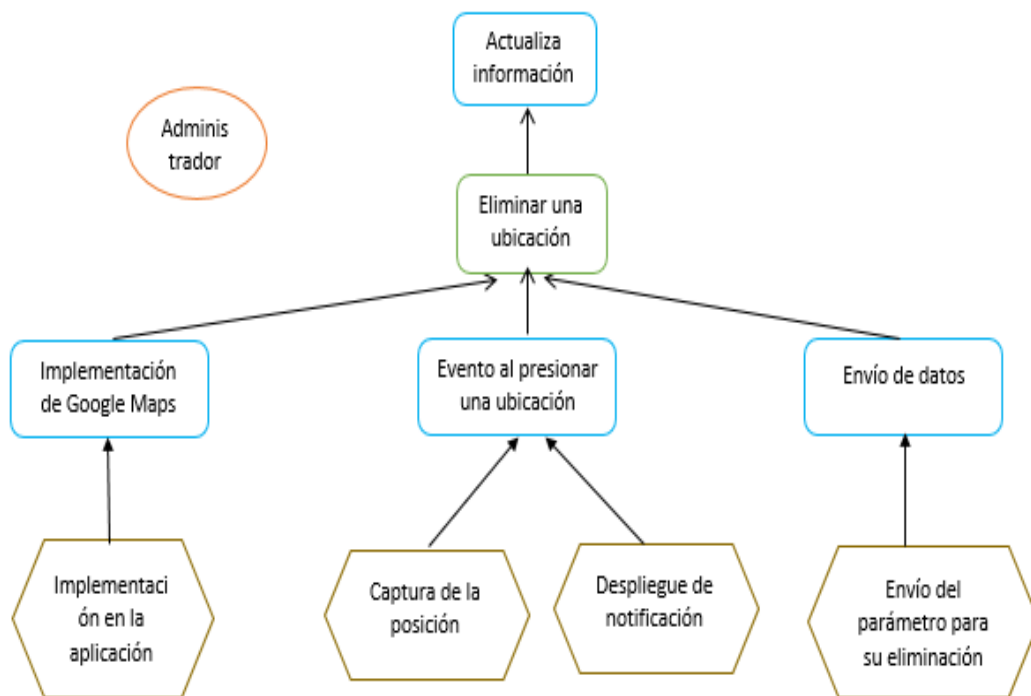 Actualiza
información
Adminis
trador
Eliminar una
ubicación
Implementación
de Google Maps
Evento al presionar
una ubicación
Envío de datos
Implementaci
ón en la
aplicación
Captura de la
posición
Despliegue de
notificación
Envío del
parámetro para
su eliminación